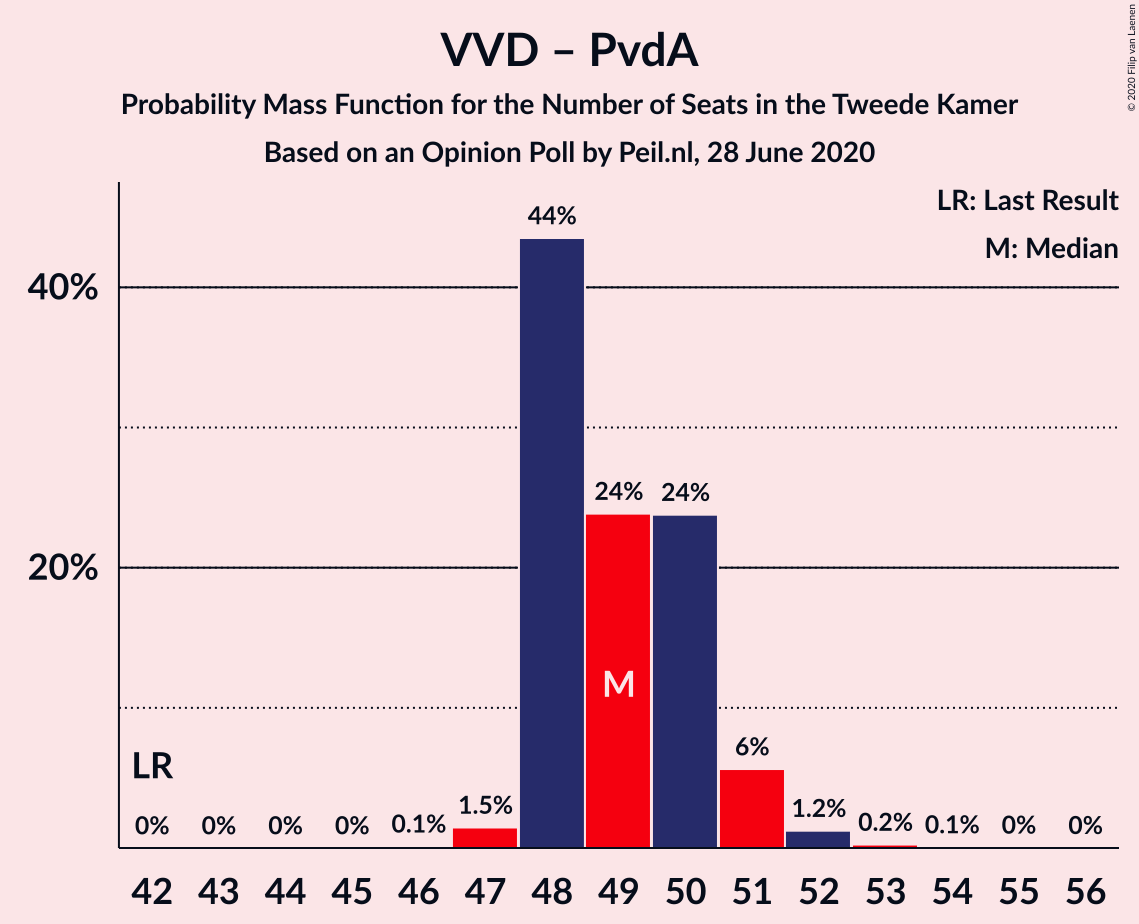 VVD – PvdA
Probability Mass Function for the Number of Seats in the Tweede Kamer
Based on an Opinion Poll by Peil.nl, 28 June 2020
© 2020 Filip van Laenen
LR: Last Result
M: Median
40%
20%
44%
24%
24%
M
6%
LR
0%
0%
0%
0%
0.1%
1.5%
1.2%
0.2%
0.1%
0%
0%
42 43 44 45 46 47 48 49 50 51 52 53 54 55 56